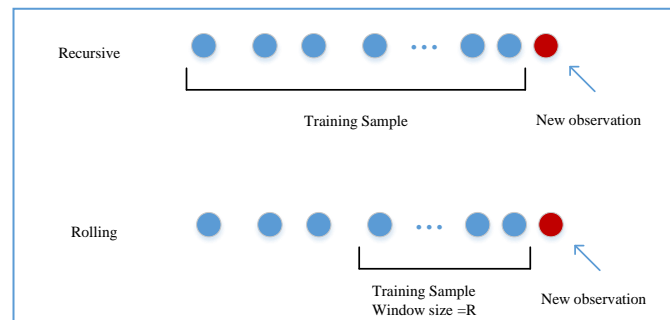 Recursive
Training Sample
New observation
Rolling
Training Sample
Window size =R
New observation